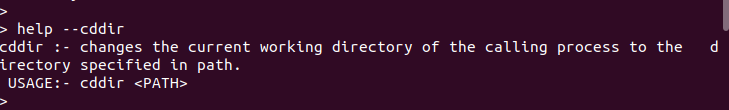 >
> help --cddir
cddir :- changes the current working directory of the calling process to the   d
irectory specified in path.
 USAGE:- cddir <PATH>
>